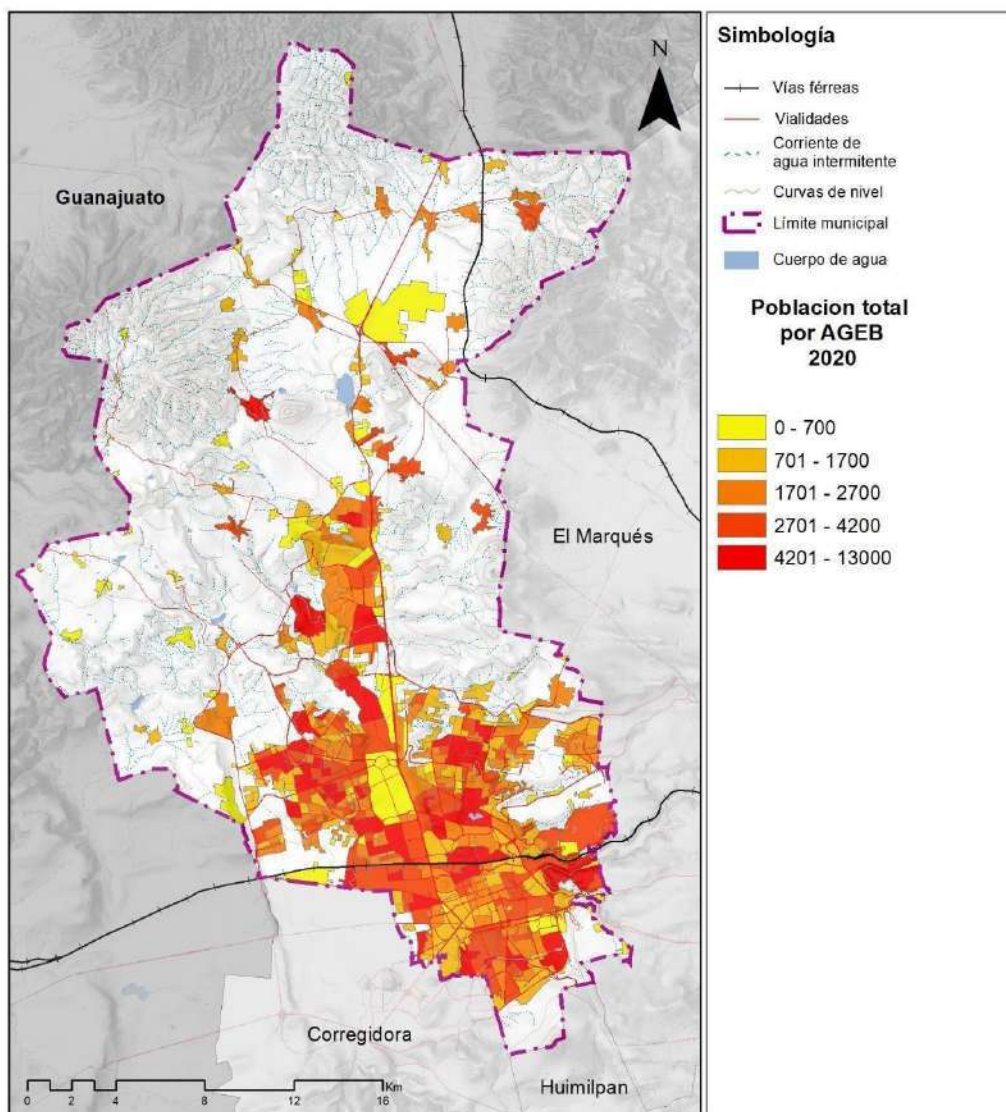 N
Guanajuato
El Marqués
Corregidora
Huimilpan
Km
0 2 4 8 12 16
Simbología
Vías férreas
Vialidades
Corriente de
agua intermitente
Curvas de nivel
Límite municipal
Cuerpo de agua
Poblacion total
por AGEB
2020
0 - 700
701 - 1700
1701 - 2700
2701 - 4200
4201 - 13000